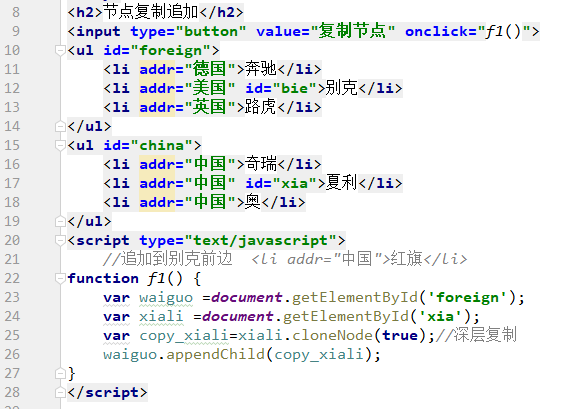 8 <h2>节点复制追加</h2>
9 <input type="button" value="复制节点" onclick="f1()">
10 <ul id="foreign">
11 <li addr="德国">奔驰</li>
12 <li addr="美国" id="bie">别克</li>
13 <li addr="英国">路虎</li>
14 </ul>
15 <ul id="china">
16 <li addr="中国">奇瑞</li>
17 <li addr="中国" id="xia">夏利</li>
18 <li addr="中国">奥</li>
19 </ul>
20 <script type="text/javascript">
21 //追加到别克前边 <li addr="中国">红旗</li>
22 function f1() {
23 var waiguo =document.getElementById('foreign');
24 var xiali =document.getElementById('xia');
25 var copy_xiali=xiali.cloneNode(true);//深层复制
26 waiguo.appendChild(copy_xiali);
27 }
28 </script>